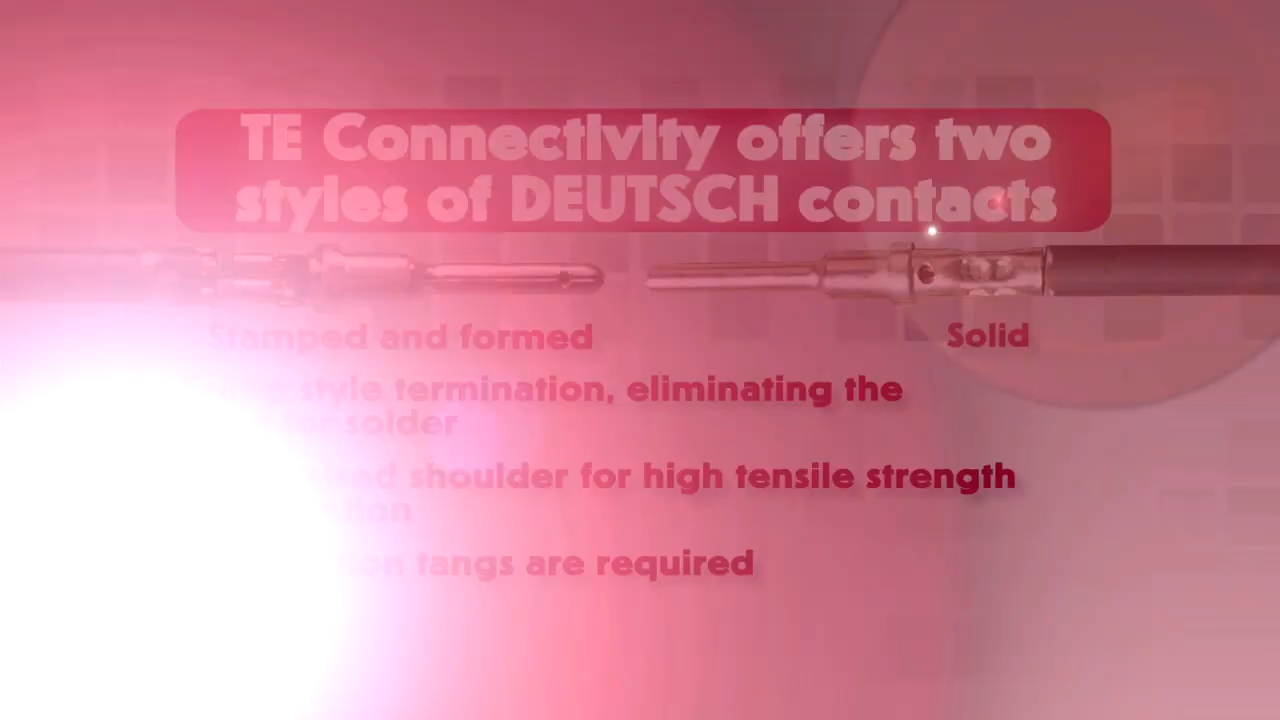 TE Connectivity offers two
styles of DEUTSCH contacts
Stamped and formed
Solid
style termination, eliminating the
solder
shoulder for high tensile strength
tangs are required